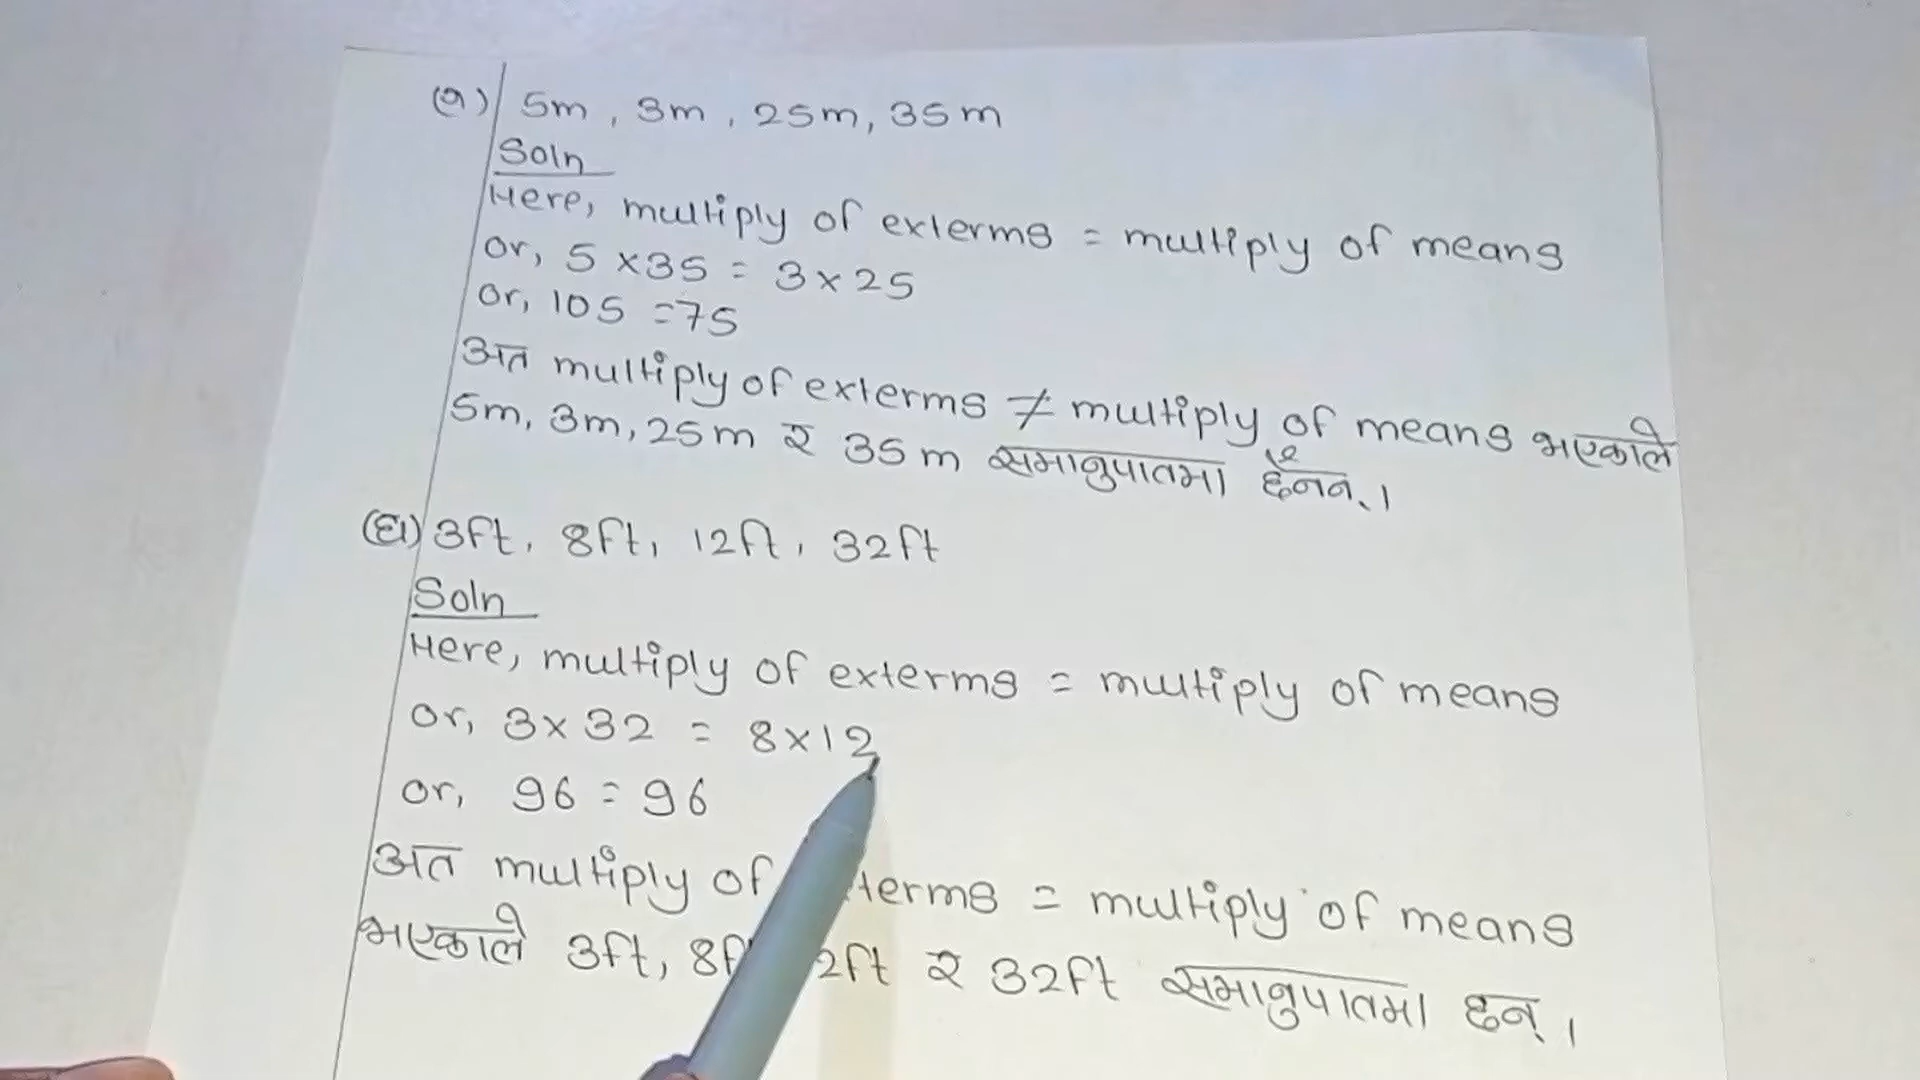 (ग) 5m, 3m, 25m, 35m
Soln
Here, multiply of exterms = multiply of means
or, 5 × 35 = 3 × 25
or, 105 = 75
अत multiply of exterms ≠ multiply of means भएकाले
5m, 3m, 25m र 35m समानुपातमा छैनन् ।
(घ) 3ft, 8ft, 12ft, 32ft
Soln
Here, multiply of exterms = multiply of means
or, 3 × 32 = 8 × 12
or, 96 = 96
अत multiply of terms = multiply of means
भएकाले 3ft, 8f 2ft र 32ft समानुपातमा छन् ।